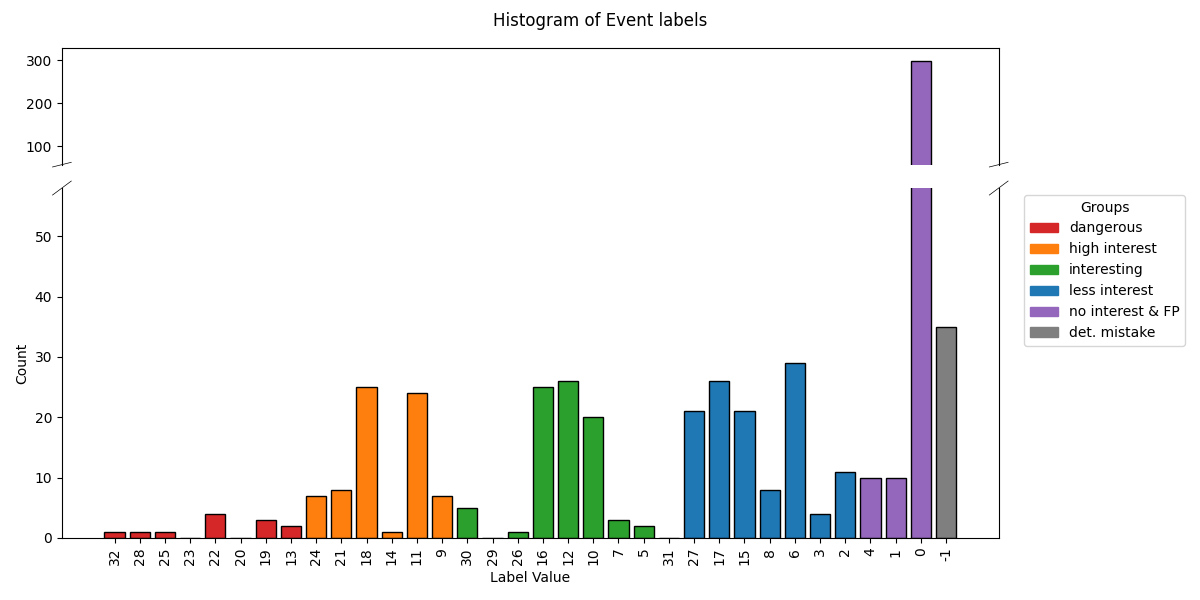 Histogram of Event labels
300
200
100
50
40
30
20
10
0
Count
32 28 25 23 22 20 19 13 24 21 18 14 11 9 30 29 26 16 12 10 7 5 31 27 17 15 8 6 3 2 4 1 0 -1
Label Value
Groups
dangerous
high interest
interesting
less interest
no interest & FP
det. mistake